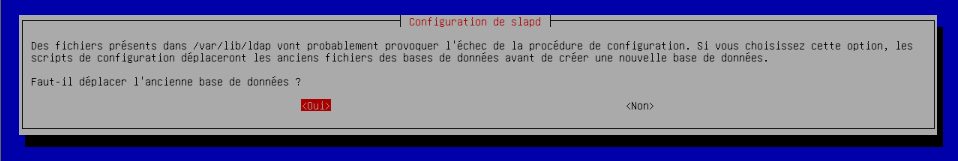 Configuration de slapd
Des fichiers présents dans /var/lib/ldap vont probablement provoquer l'échec de la procédure de configuration. Si vous choisissez cette option, les
scripts de configuration déplaceront les anciens fichiers des bases de données avant de créer une nouvelle base de données.
Faut-il déplacer l'ancienne base de données ?
<Oui> <Non>